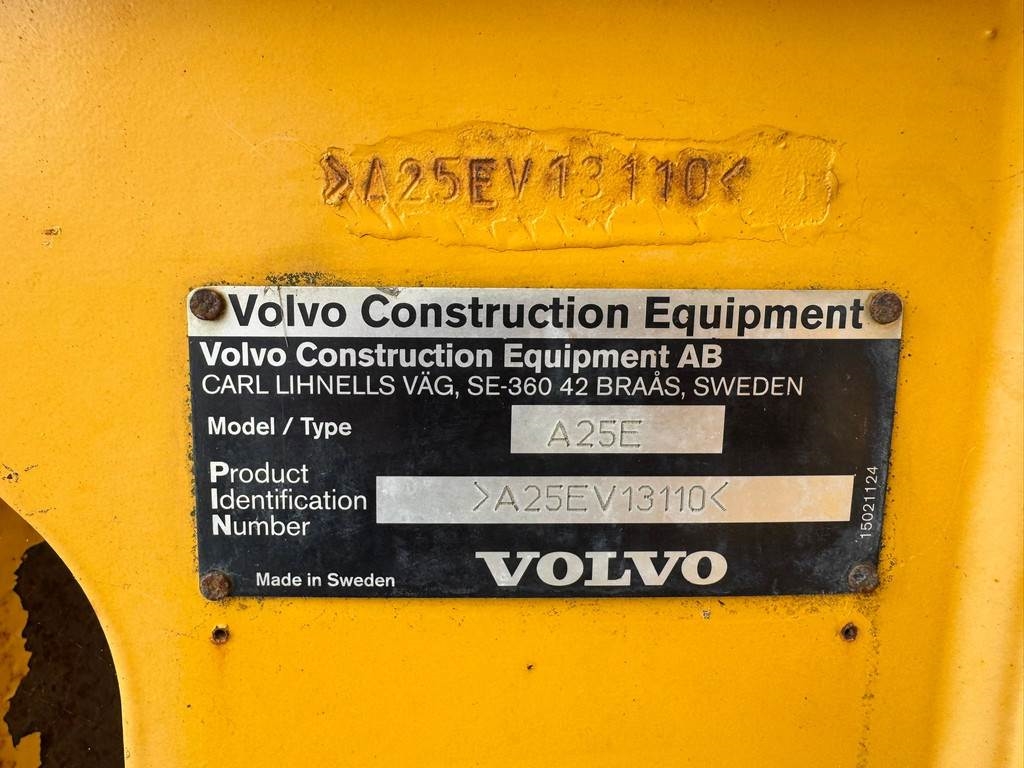 >A25EV13110<
Volvo Construction Equipment
Volvo Construction Equipment AB
CARL LIHNELLS VÄG, SE-360 42 BRAÅS, SWEDEN
Model / Type
A25E
Product
Identification
Number
>A25EV13110<
15021124
Made in Sweden
VOLVO